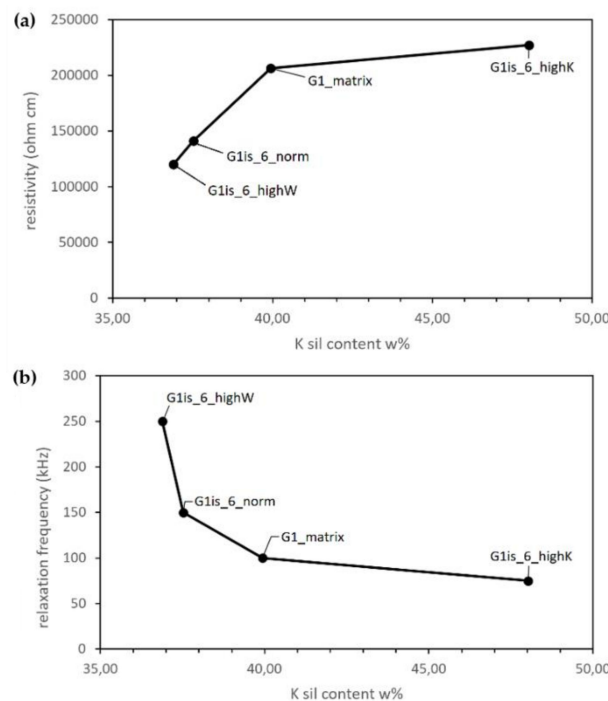 (a)
250000
200000
150000
100000
50000
0
resistivity (ohm cm)
G1is_6_highK
G1_matrix
G1is_6_norm
G1is_6_highW
35,00 40,00 45,00 50,00
K sil content w%
(b)
300
250
200
150
100
50
0
relaxation frequency (kHz)
G1is_6_highW
G1is_6_norm
G1_matrix
G1is_6_highK
35,00 40,00 45,00 50,00
K sil content w%